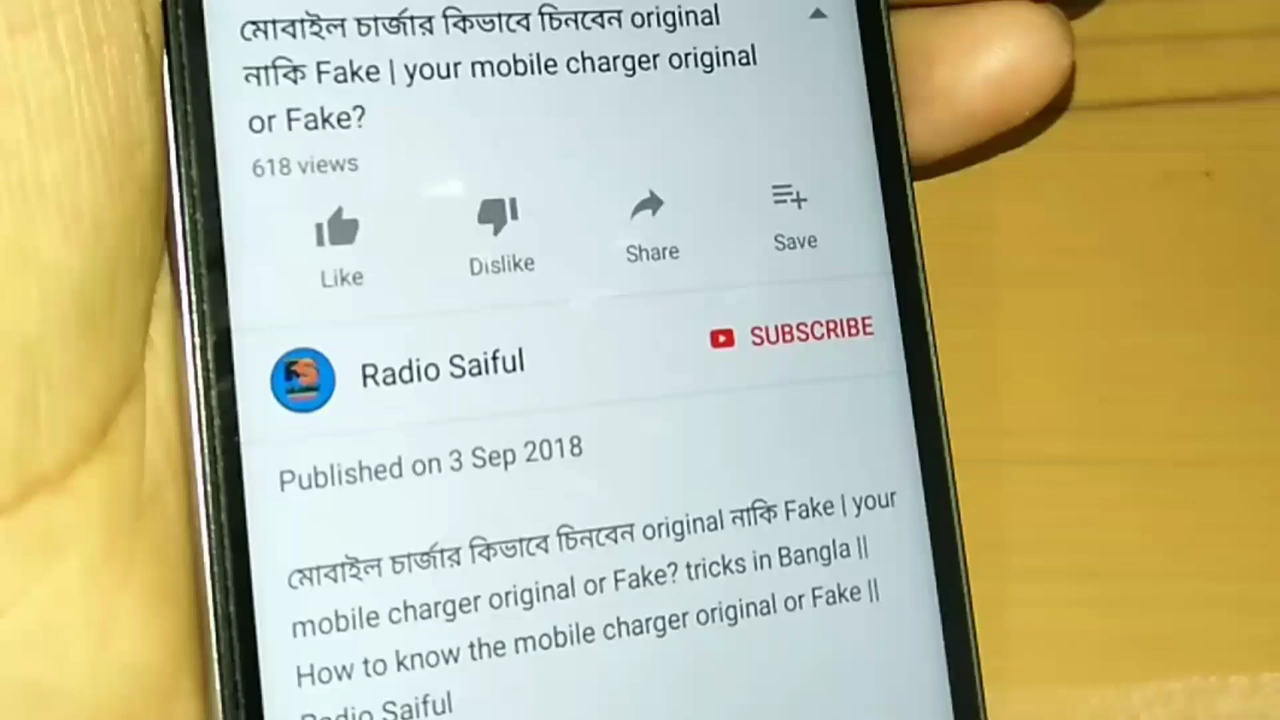 মোবাইল চার্জার কিভাবে চিনবেন original
নাকি Fake | your mobile charger original
or Fake?
618 views
Like
Dislike
Share
Save
Radio Saiful
SUBSCRIBE
Published on 3 Sep 2018
মোবাইল চার্জার কিভাবে চিনবেন original নাকি Fake | your
mobile charger original or Fake? tricks in Bangla ||
How to know the mobile charger original or Fake ||
Radio Saiful